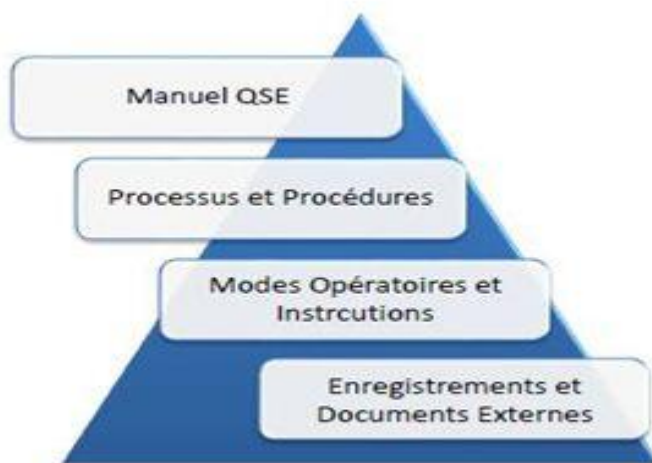 Manuel QSE
Processus et Procédures
Modes Opératoires et
Instrcutions
Enregistrements et
Documents Externes